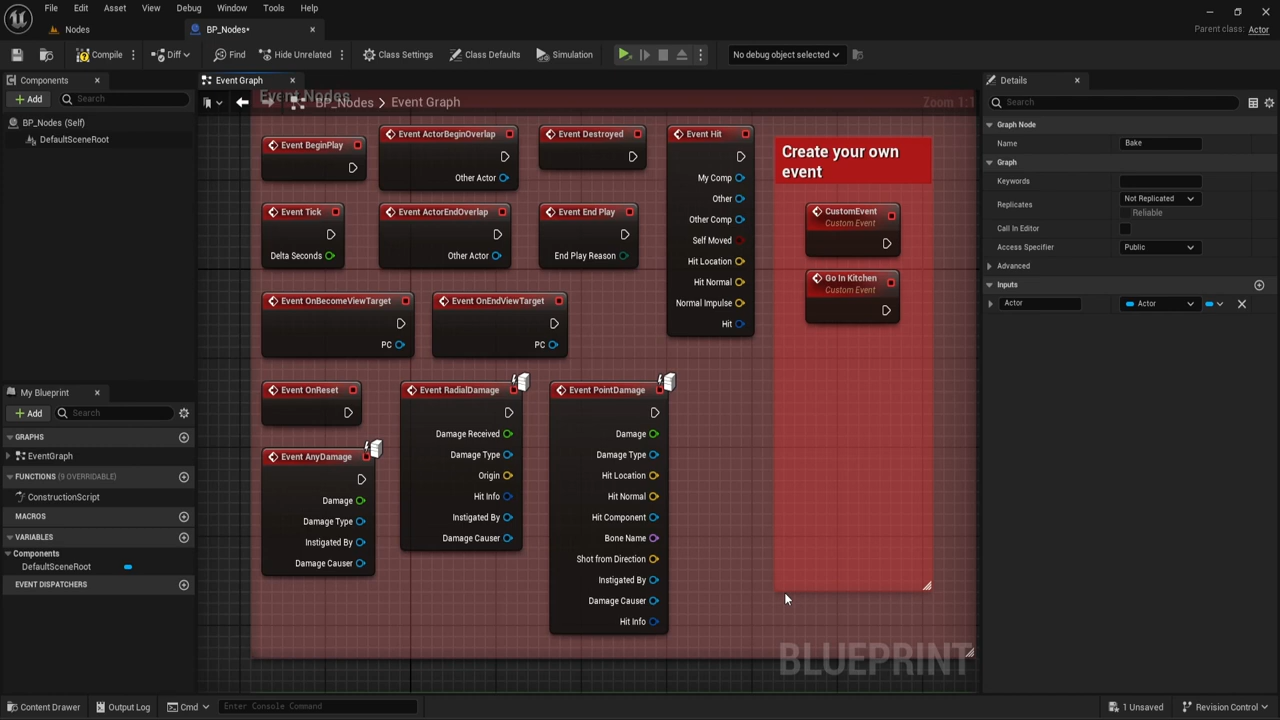 File Edit Asset View Debug Window Tools Help
Nodes
BP_Nodes*
Parent class: Actor
Compile
Diff
Find
Hide Unrelated
Class Settings
Class Defaults
Simulation
No debug object selected
Components
Add
Search
BP_Nodes (Self)
DefaultSceneRoot
My Blueprint
Add
Search
GRAPHS
EventGraph
FUNCTIONS (9 OVERRIDABLE)
ConstructionScript
MACROS
VARIABLES
Components
DefaultSceneRoot
EVENT DISPATCHERS
Event Graph
Event Nodes
BP_Nodes > Event Graph
Zoom 1:1
Event BeginPlay
Event ActorBeginOverlap
Other Actor
Event Destroyed
Event Hit
My Comp
Other
Other Comp
Self Moved
Hit Location
Hit Normal
Normal Impulse
Hit
Create your own
event
CustomEvent
Custom Event
Go In Kitchen
Custom Event
Event Tick
Delta Seconds
Event ActorEndOverlap
Other Actor
Event End Play
End Play Reason
Event OnBecomeViewTarget
PC
Event OnEndViewTarget
PC
Event OnReset
Event RadialDamage
Damage Received
Damage Type
Origin
Hit Info
Instigated By
Damage Causer
Event PointDamage
Damage
Damage Type
Hit Location
Hit Normal
Hit Component
Bone Name
Shot from Direction
Instigated By
Damage Causer
Hit Info
Event AnyDamage
Damage
Damage Type
Instigated By
Damage Causer
BLUEPRINT
Details
Search
Graph Node
Name Bake
Graph
Keywords
Replicates Not Replicated
Reliable
Call In Editor
Access Specifier Public
Advanced
Inputs
Actor Actor
Content Drawer
Output Log
Cmd
Enter Console Command
1 Unsaved
Revision Control